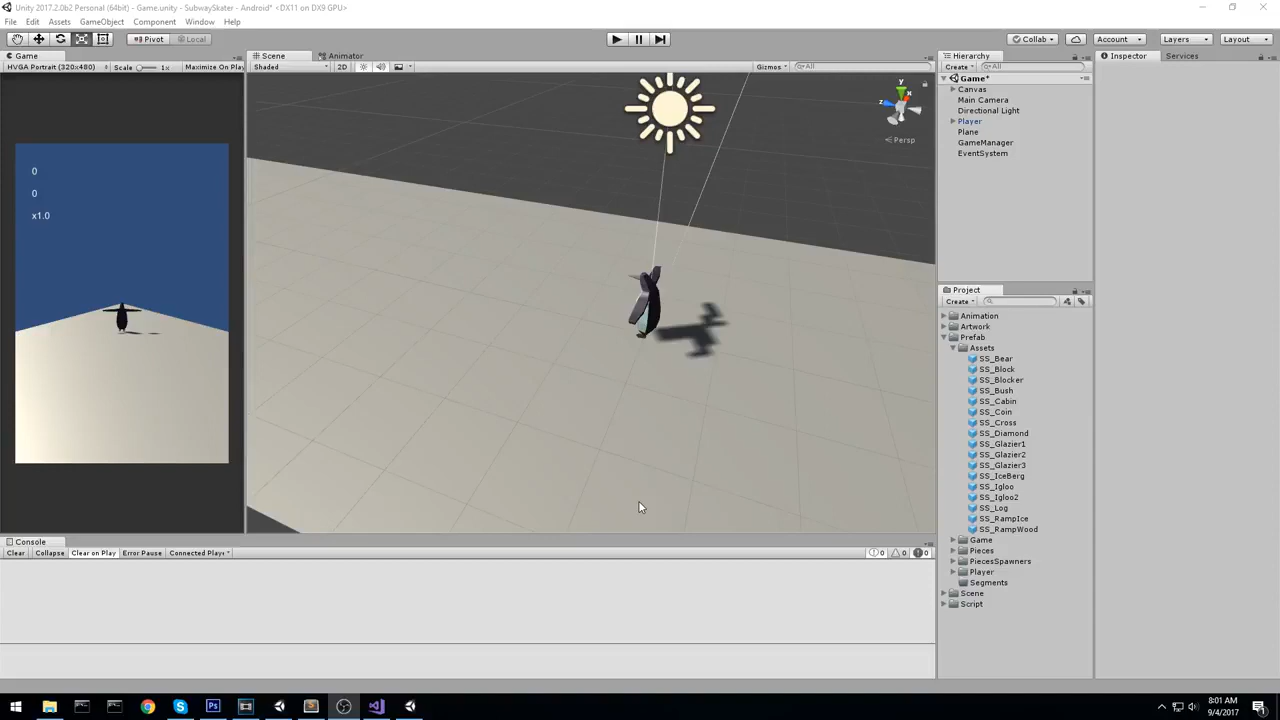 Unity 2017.2.0b2 Personal (64bit) - Game.unity - SubwaySkater - Android* <DX11 on DX9 GPU>
File Edit Assets GameObject Component Window Help
Pivot Local Collab Account Layers Layout
Game Scene Animator Hierarchy Inspector Services
HVGA Portrait (320x480) Scale 1x Maximize On Play Shaded 2D Gizmos All Create All
Game*
Canvas
Main Camera
Directional Light
Player
Plane
GameManager
EventSystem
y
x
z
Persp
0
0
x1.0
Project
Create
Animation
Artwork
Prefab
Assets
SS_Bear
SS_Block
SS_Blocker
SS_Bush
SS_Cabin
SS_Coin
SS_Cross
SS_Diamond
SS_Glazier1
SS_Glazier2
SS_Glazier3
SS_IceBerg
SS_Igloo
SS_Igloo2
SS_Log
SS_RampIce
SS_RampWood
Game
Pieces
PiecesSpawners
Player
Segments
Scene
Script
Console
Clear Collapse Clear on Play Error Pause Connected Playe 0 0 0
8:01 AM
9/4/2017